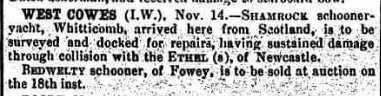 WEST COWES (I.W.), Nov. 14.—SHAMROCK schooner-
yacht, Whitticomb, arrived here from Scotland, is to be
surveyed and docked for repairs, having sustained damage
through collision with the ETHEL (s), of Newcastle.
BEDWELTY schooner, of Fowey, is to be sold at auction on
the 18th inst.